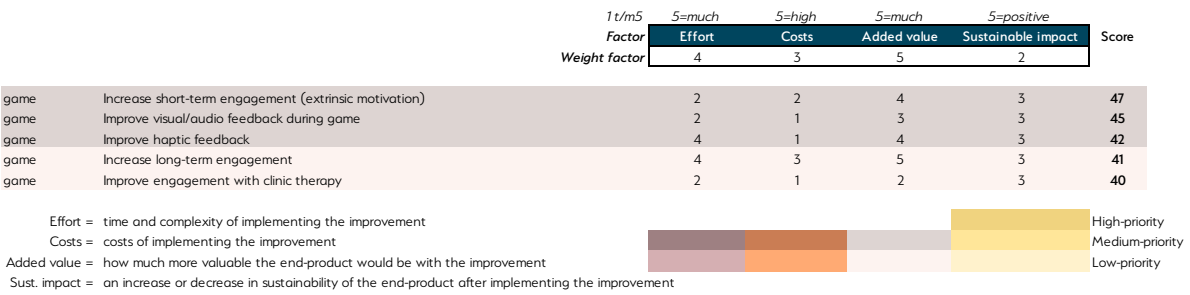 1 t/m5 5=much 5=high 5=much 5=positive
Factor Effort Costs Added value Sustainable impact Score
Weight factor 4 3 5 2
game Increase short-term engagement (extrinsic motivation) 2 2 4 3 47
game Improve visual/audio feedback during game 2 1 3 3 45
game Improve haptic feedback 4 1 4 3 42
game Increase long-term engagement 4 3 5 3 41
game Improve engagement with clinic therapy 2 1 2 3 40
Effort = time and complexity of implementing the improvement High-priority
Costs = costs of implementing the improvement Medium-priority
Added value = how much more valuable the end-product would be with the improvement Low-priority
Sust. impact = an increase or decrease in sustainability of the end-product after implementing the improvement